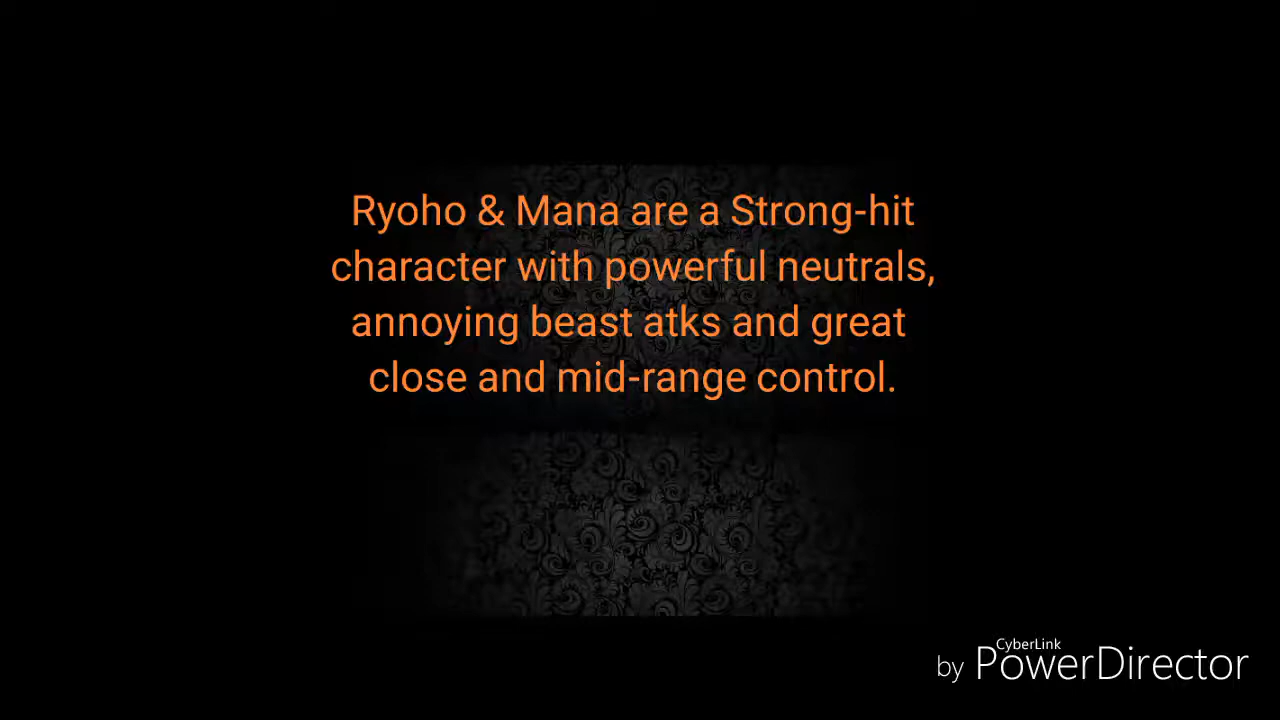 Ryoho & Mana are a Strong-hit
character with powerful neutrals,
annoying beast atks and great
close and mid-range control.
CyberLink
by PowerDirector